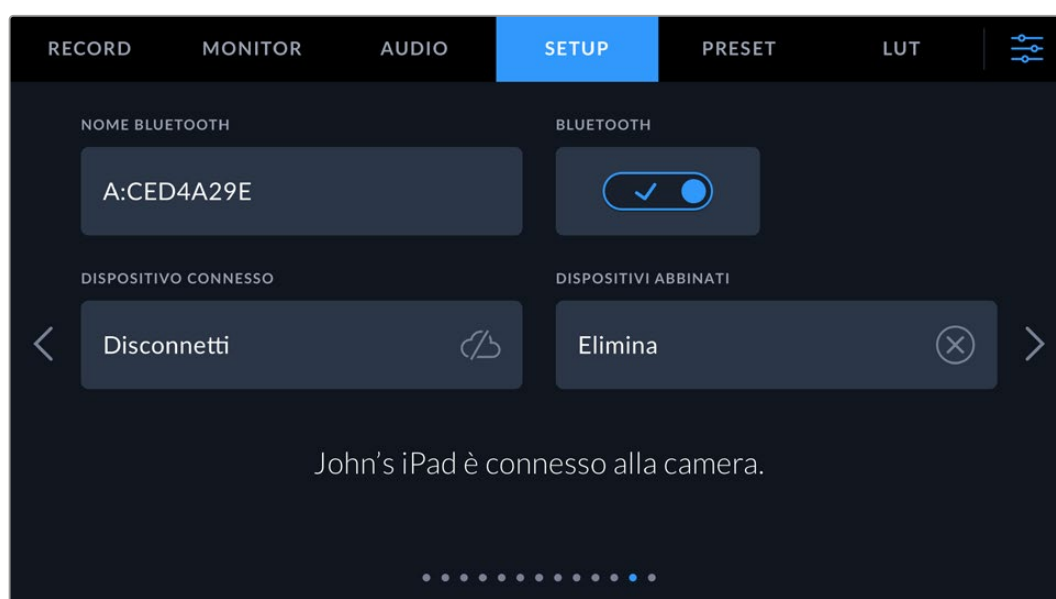 RECORD MONITOR AUDIO SETUP PRESET LUT
NOME BLUETOOTH BLUETOOTH
A:CED4A29E
DISPOSITIVO CONNESSO DISPOSITIVI ABBINATI
Disconnetti Elimina
John’s iPad è connesso alla camera.